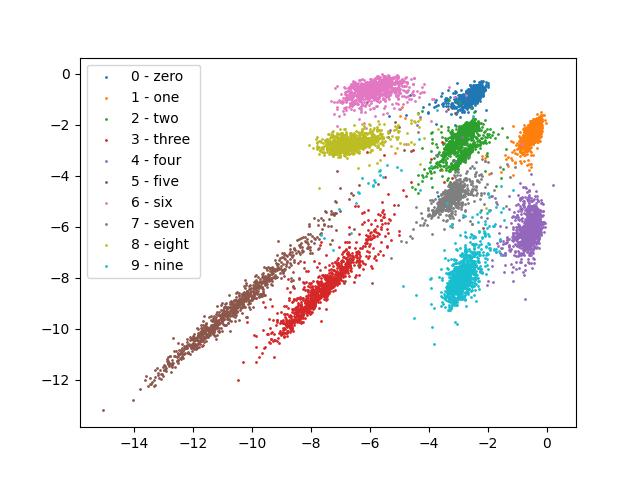 0 - zero
1 - one
2 - two
3 - three
4 - four
5 - five
6 - six
7 - seven
8 - eight
9 - nine
0
−2
−4
−6
−8
−10
−12
−14 −12 −10 −8 −6 −4 −2 0